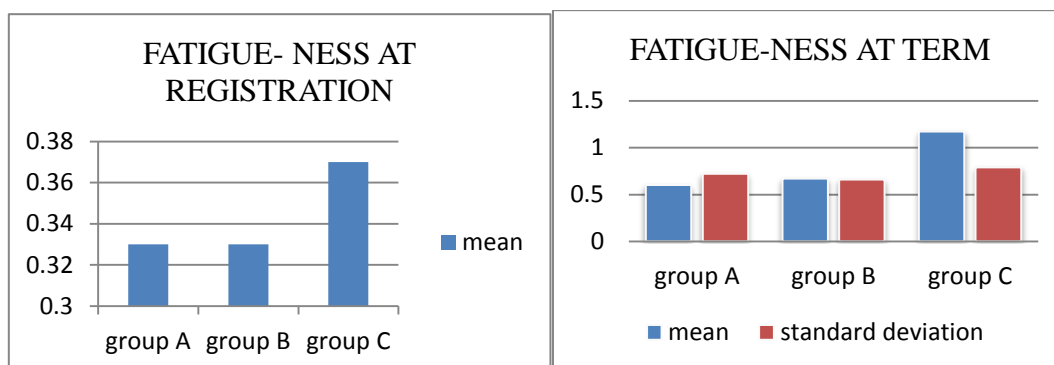 FATIGUE- NESS AT
REGISTRATION
0.38
0.36
0.34
0.32
0.3
group A group B group C
mean
FATIGUE-NESS AT TERM
1.5
1
0.5
0
group A group B group C
mean standard deviation